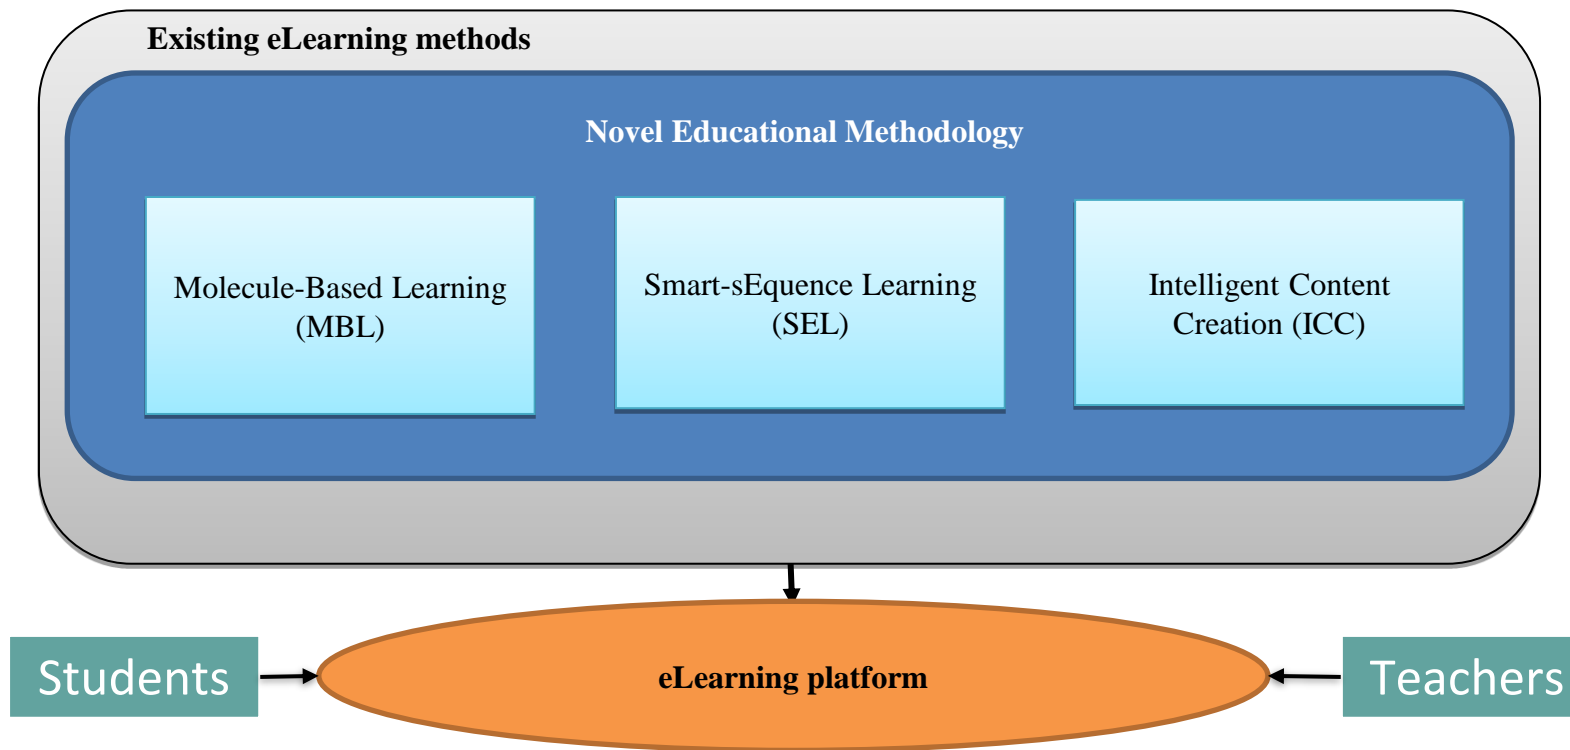 Existing eLearning methods
Novel Educational Methodology
Molecule-Based Learning
(MBL)
Smart-sEquence Learning
(SEL)
Intelligent Content
Creation (ICC)
Students
eLearning platform
Teachers